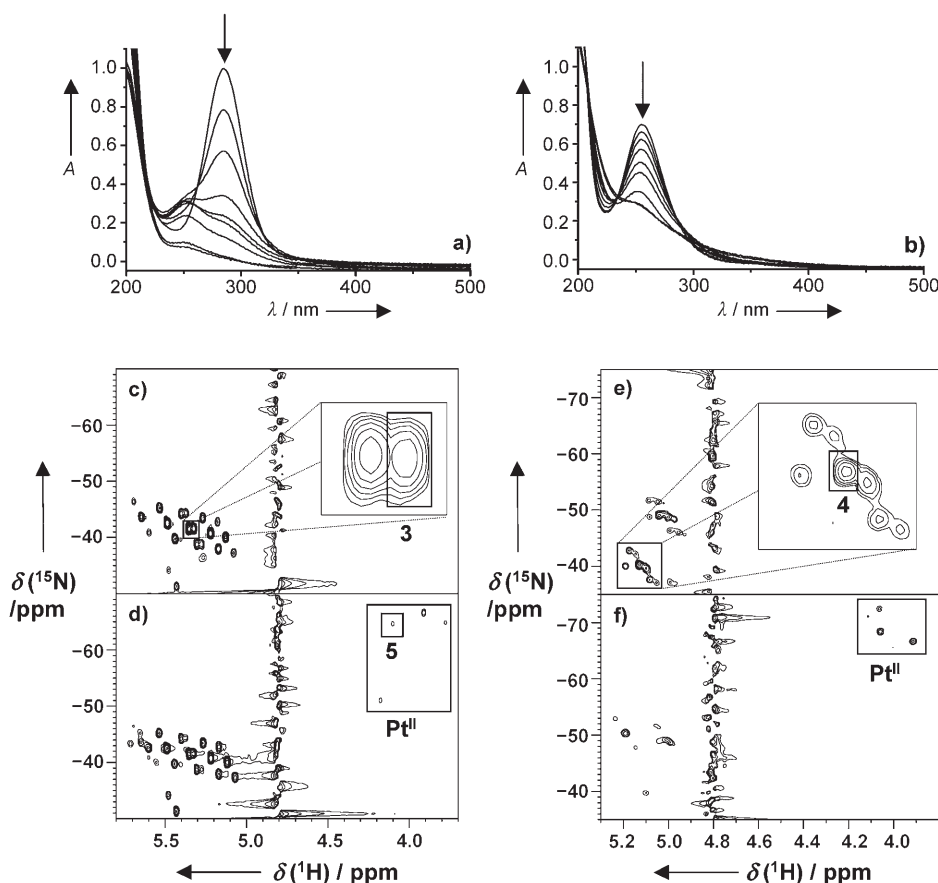 1.0
0.8
0.6
A
0.4
0.2
0.0
a)
200
300
400
500
λ / nm
1.0
0.8
0.6
A
0.4
0.2
0.0
b)
200
300
400
500
λ / nm
c)
−60
−50
−40
3
δ(¹⁵N)
/ppm
d)
−60
−50
−40
5
Ptᴵᴵ
5.0
4.5
4.0
δ(¹H) / ppm
e)
−70
−60
−50
−40
4
δ(¹⁵N)
/ppm
f)
−70
−60
−50
−40
Ptᴵᴵ
5.2
5.0
4.8
4.6
4.4
4.2
4.0
δ(¹H) / ppm